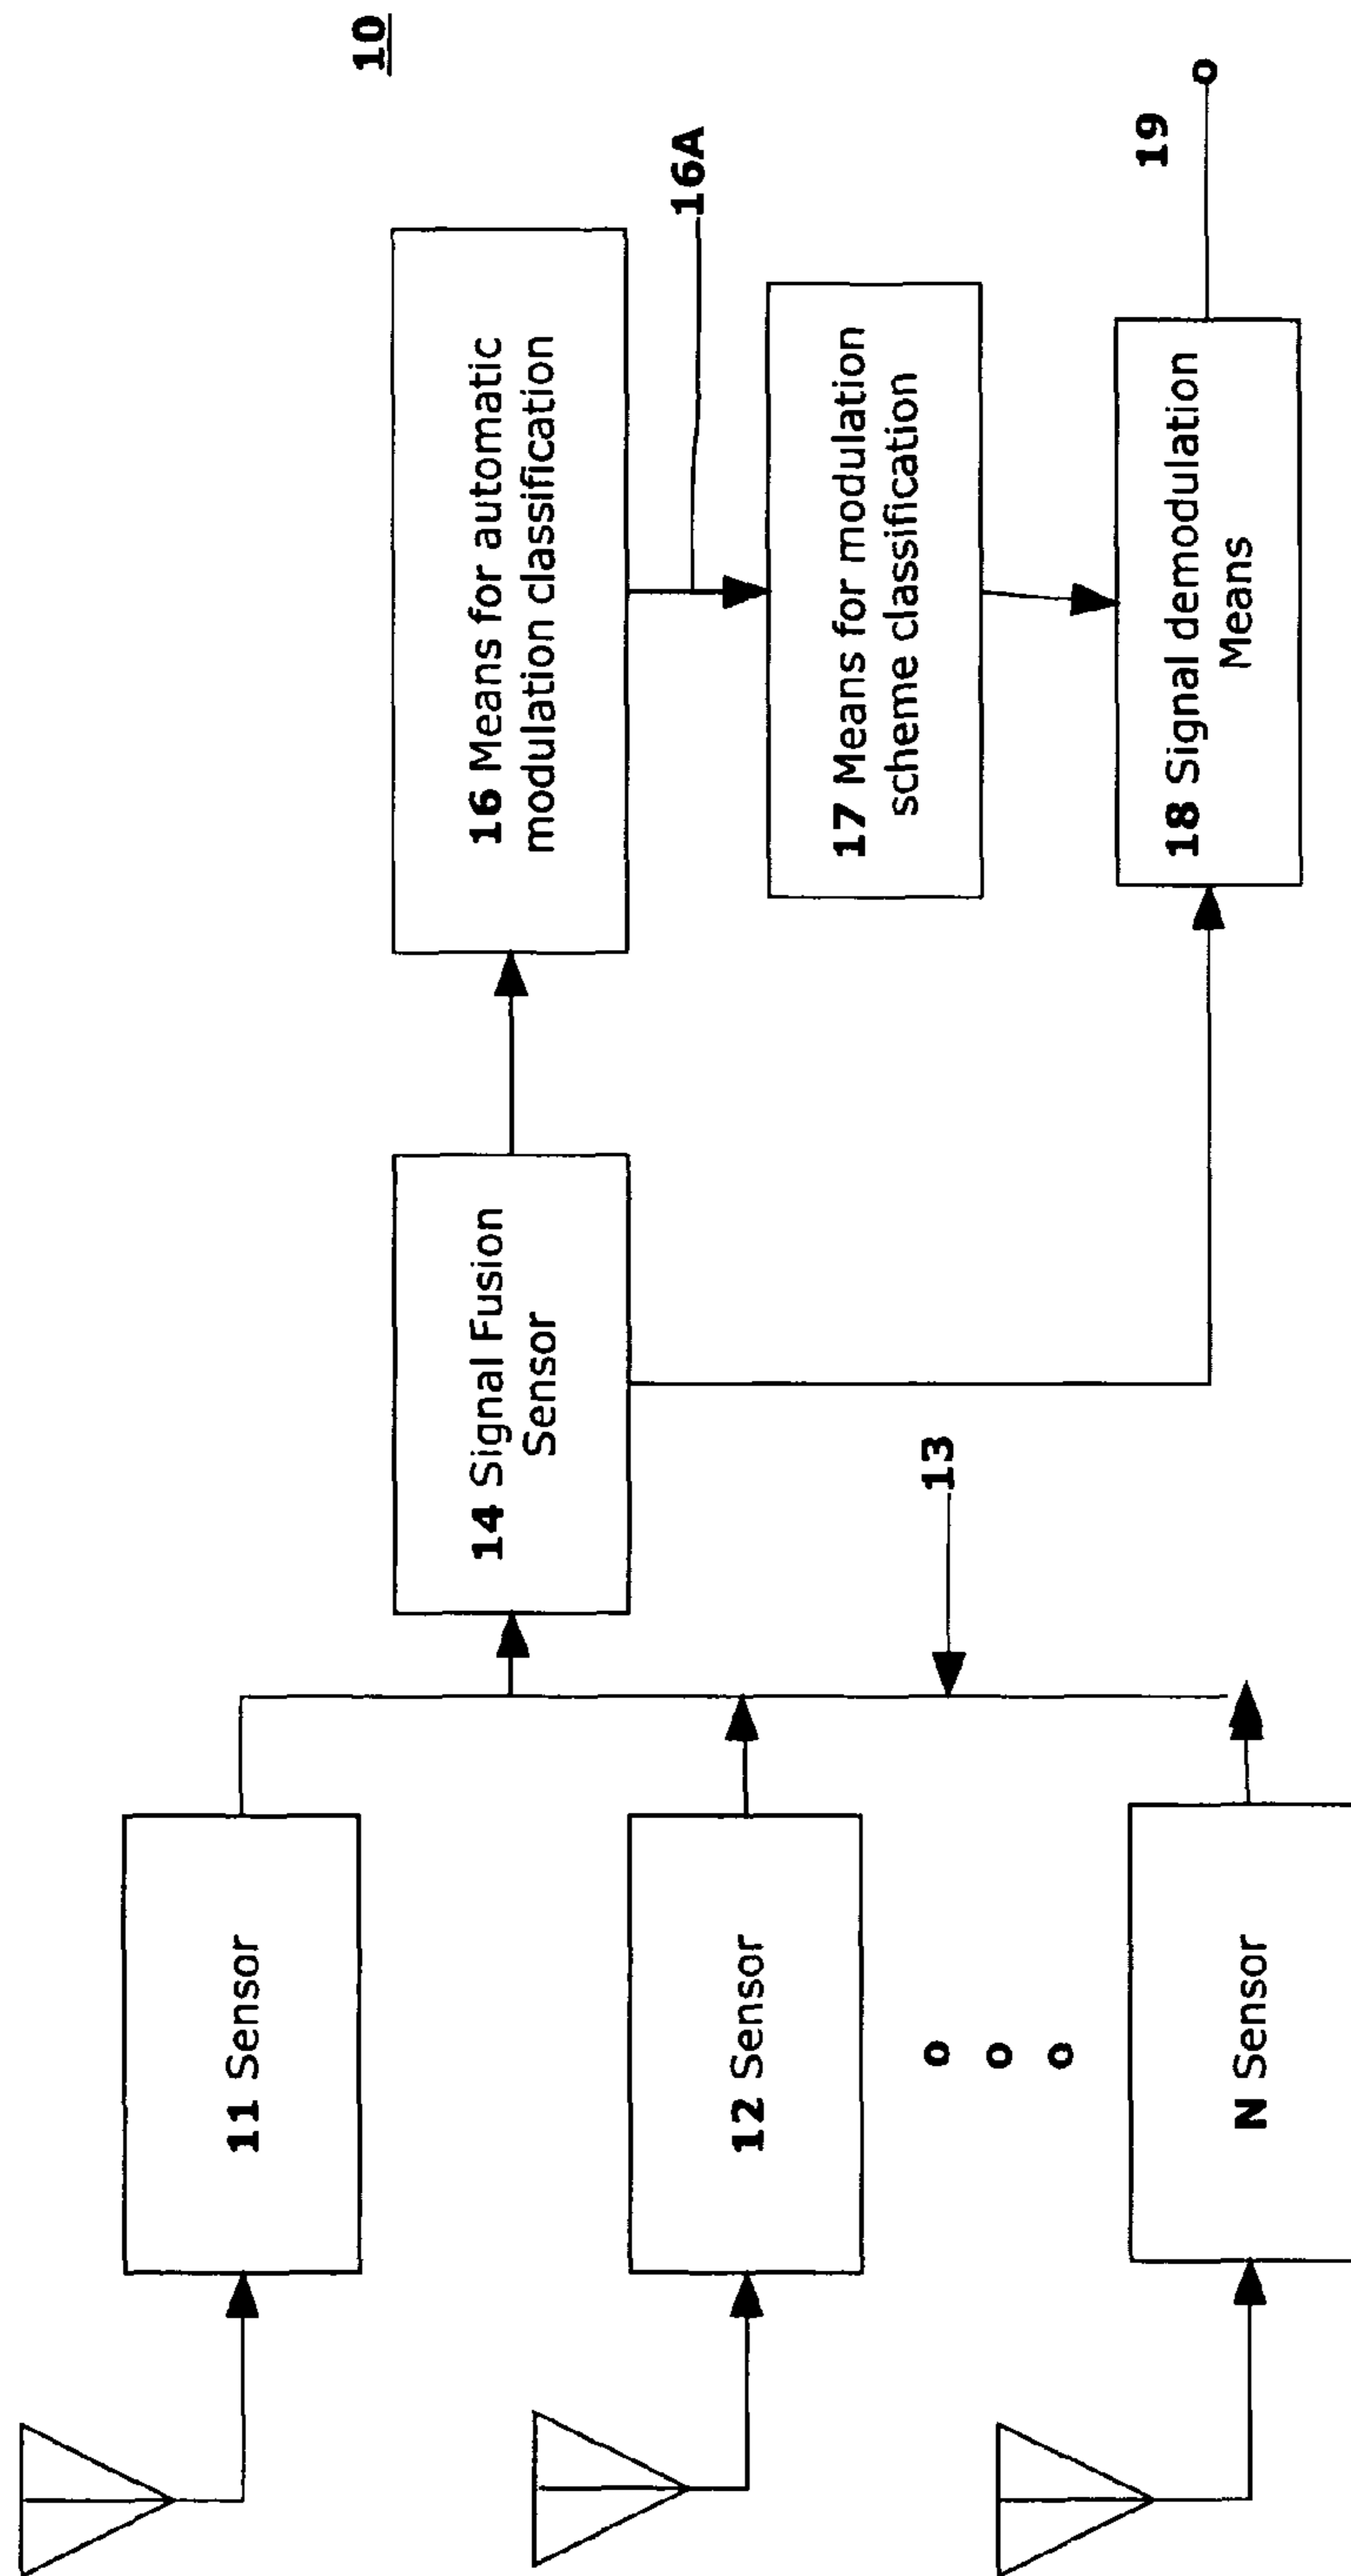 10
11 Sensor
12 Sensor
o
o
o
N Sensor
13
14 Signal Fusion
Sensor
16 Means for automatic
modulation classification
16A
17 Means for modulation
scheme classification
18 Signal demodulation
Means
19